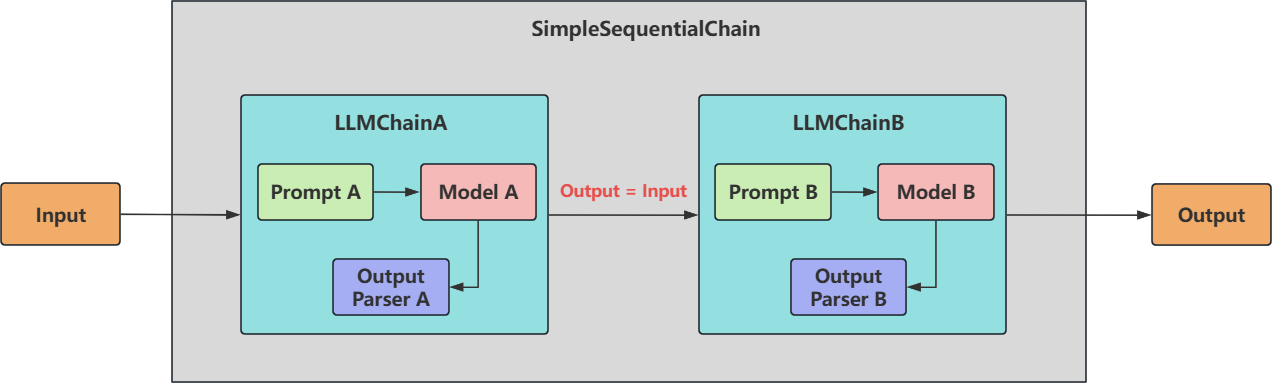 SimpleSequentialChain
LLMChainA
LLMChainB
Prompt A
Model A
Output = Input
Prompt B
Model B
Input
Output
Output
Parser A
Output
Parser B